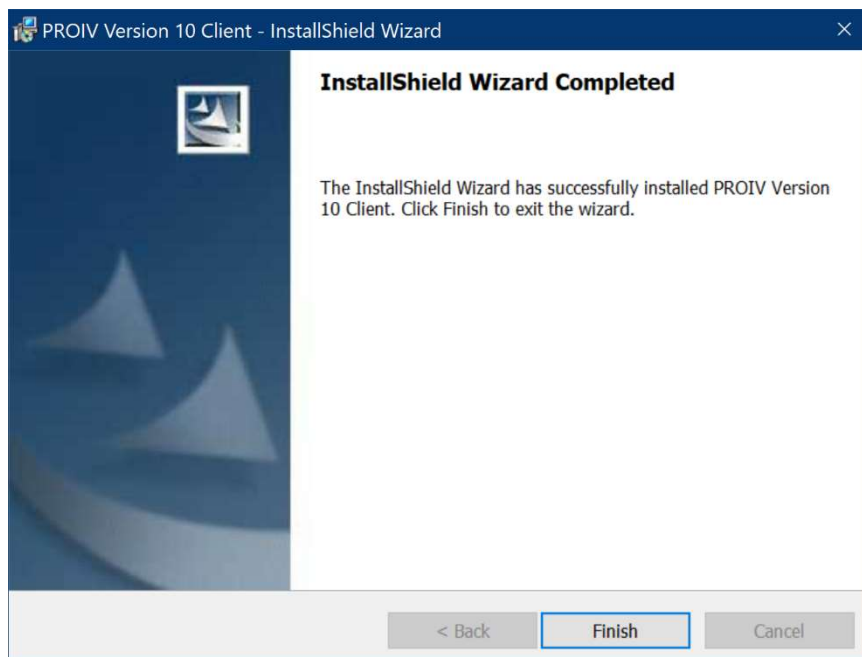 PROIV Version 10 Client - InstallShield Wizard
InstallShield Wizard Completed
The InstallShield Wizard has successfully installed PROIV Version
10 Client. Click Finish to exit the wizard.
< Back
Finish
Cancel